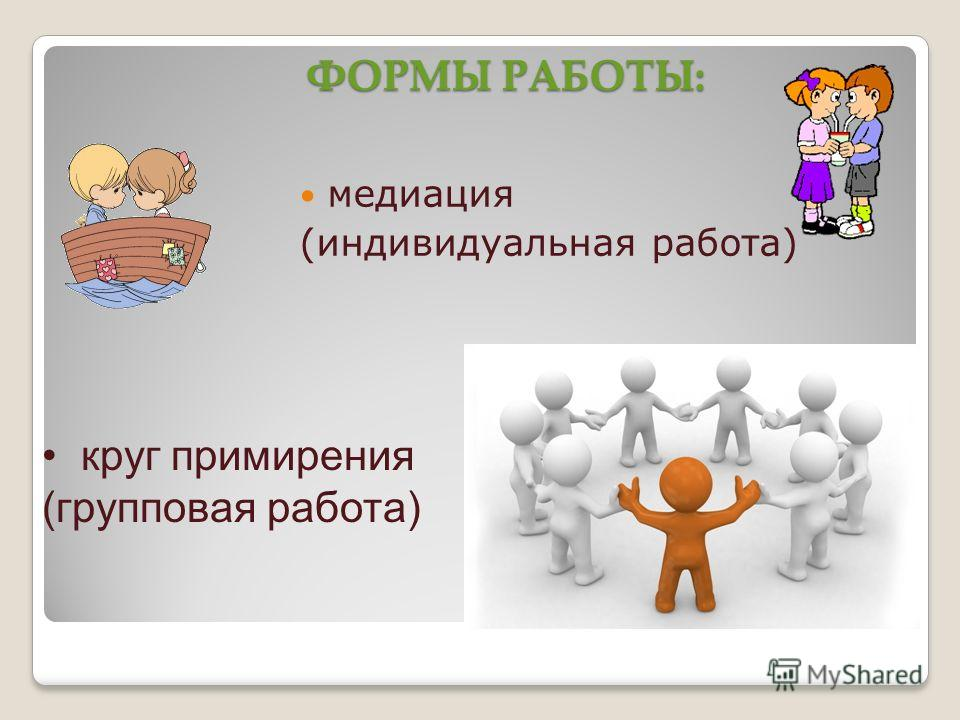 ФОРМЫ РАБОТЫ:
• медиация
(индивидуальная работа)
• круг примирения
(групповая работа)
MyShared